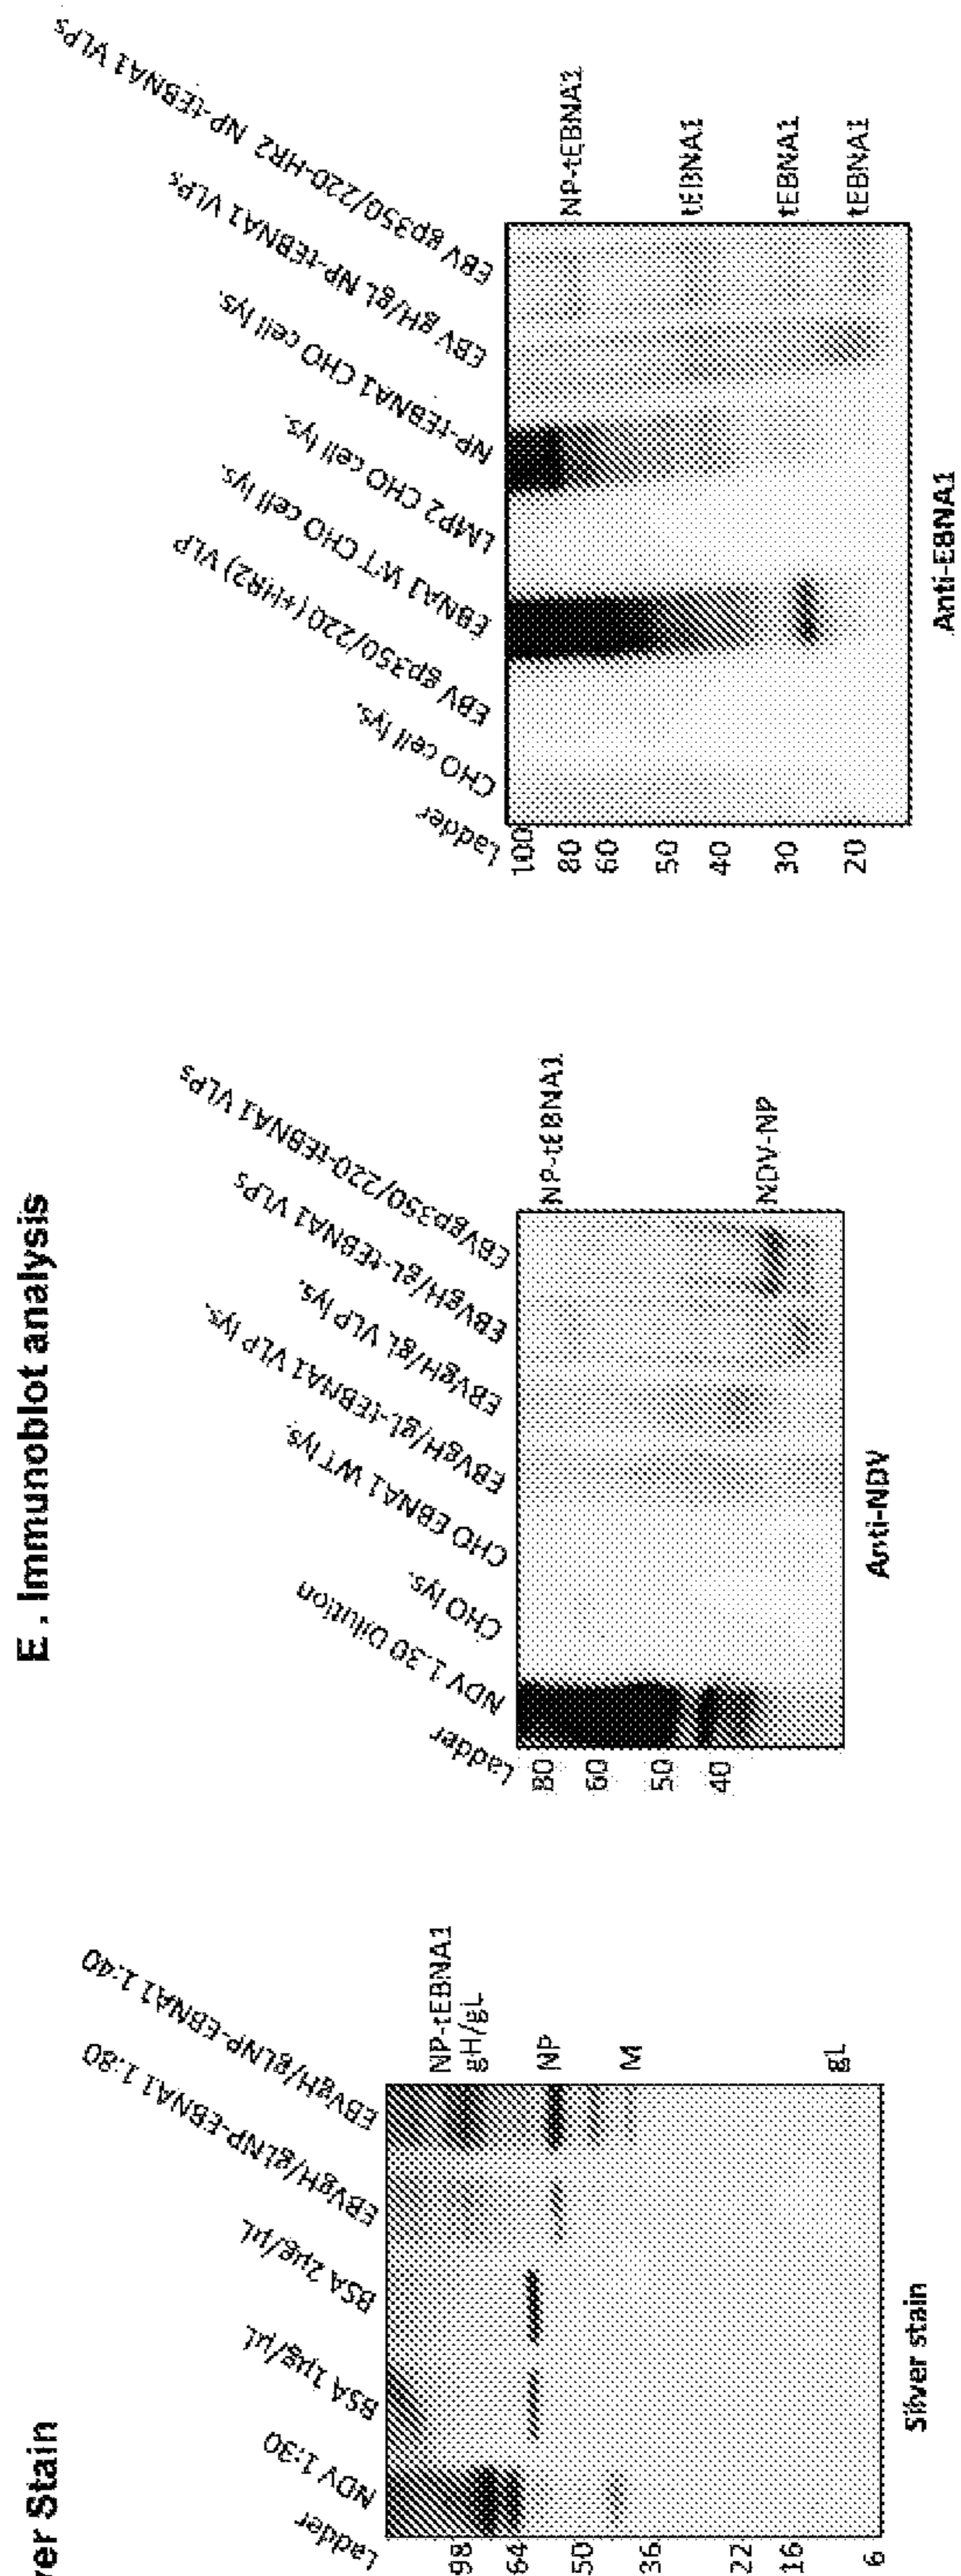 ver Stain
Ladder
NDV 1:30
BSA 1µg/µL
BSA 2µg/µL
EBVgH/gLNP-EBNA1 1:80
EBVgH/gLNP-EBNA1 1:40
98
64
50
36
22
16
6
NP-tEBNA1
gH/gL
NP
M
gL
Silver stain
E . Immunoblot analysis
Ladder
NDV 1:30 Dilution
CHO lys.
CHO EBNA1 WT lys.
EBVgH/gL-tEBNA1 VLP lys.
EBVgH/gL VLP lys.
EBVgH/gL-tEBNA1 VLPs
EBVgp350/220-tEBNA1 VLPs
80
60
50
40
NP-tEBNA1
NDV-NP
Anti-NDV
Ladder
CHO cell lys.
EBV gp350/220 (+HR2) VLP
EBNA1 WT CHO cell lys.
LMP2 CHO cell lys.
NP-tEBNA1 CHO cell lys.
EBV gH/gL NP-tEBNA1 VLPs
EBV gp350/220-HR2 NP-tEBNA1 VLPs
100
80
60
50
40
30
20
NP-tEBNA1
tEBNA1
tEBNA1
tEBNA1
Anti-EBNA1